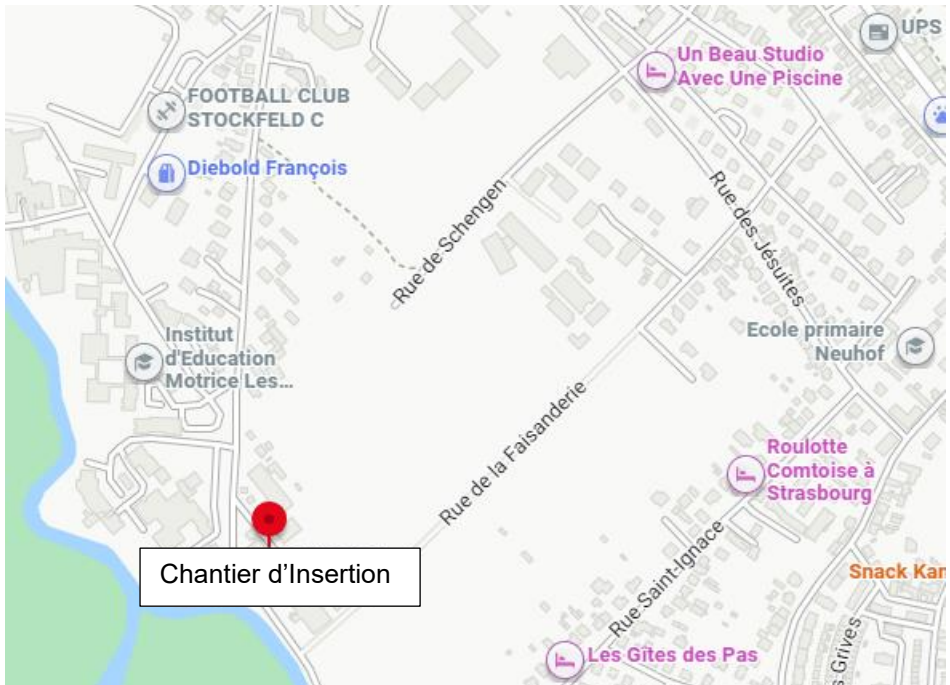 UPS
Un Beau Studio
Avec Une Piscine
FOOTBALL CLUB
STOCKFELD C
Diebold François
Rue de Schengen
Rue des Jésuites
Institut
d'Education
Motrice Les...
Ecole primaire
Neuhof
Rue de la Faisanderie
Roulotte
Comtoise à
Strasbourg
Chantier d'Insertion
Rue Saint-Ignace
Snack Kar
Les Gîtes des Pas
s Grives